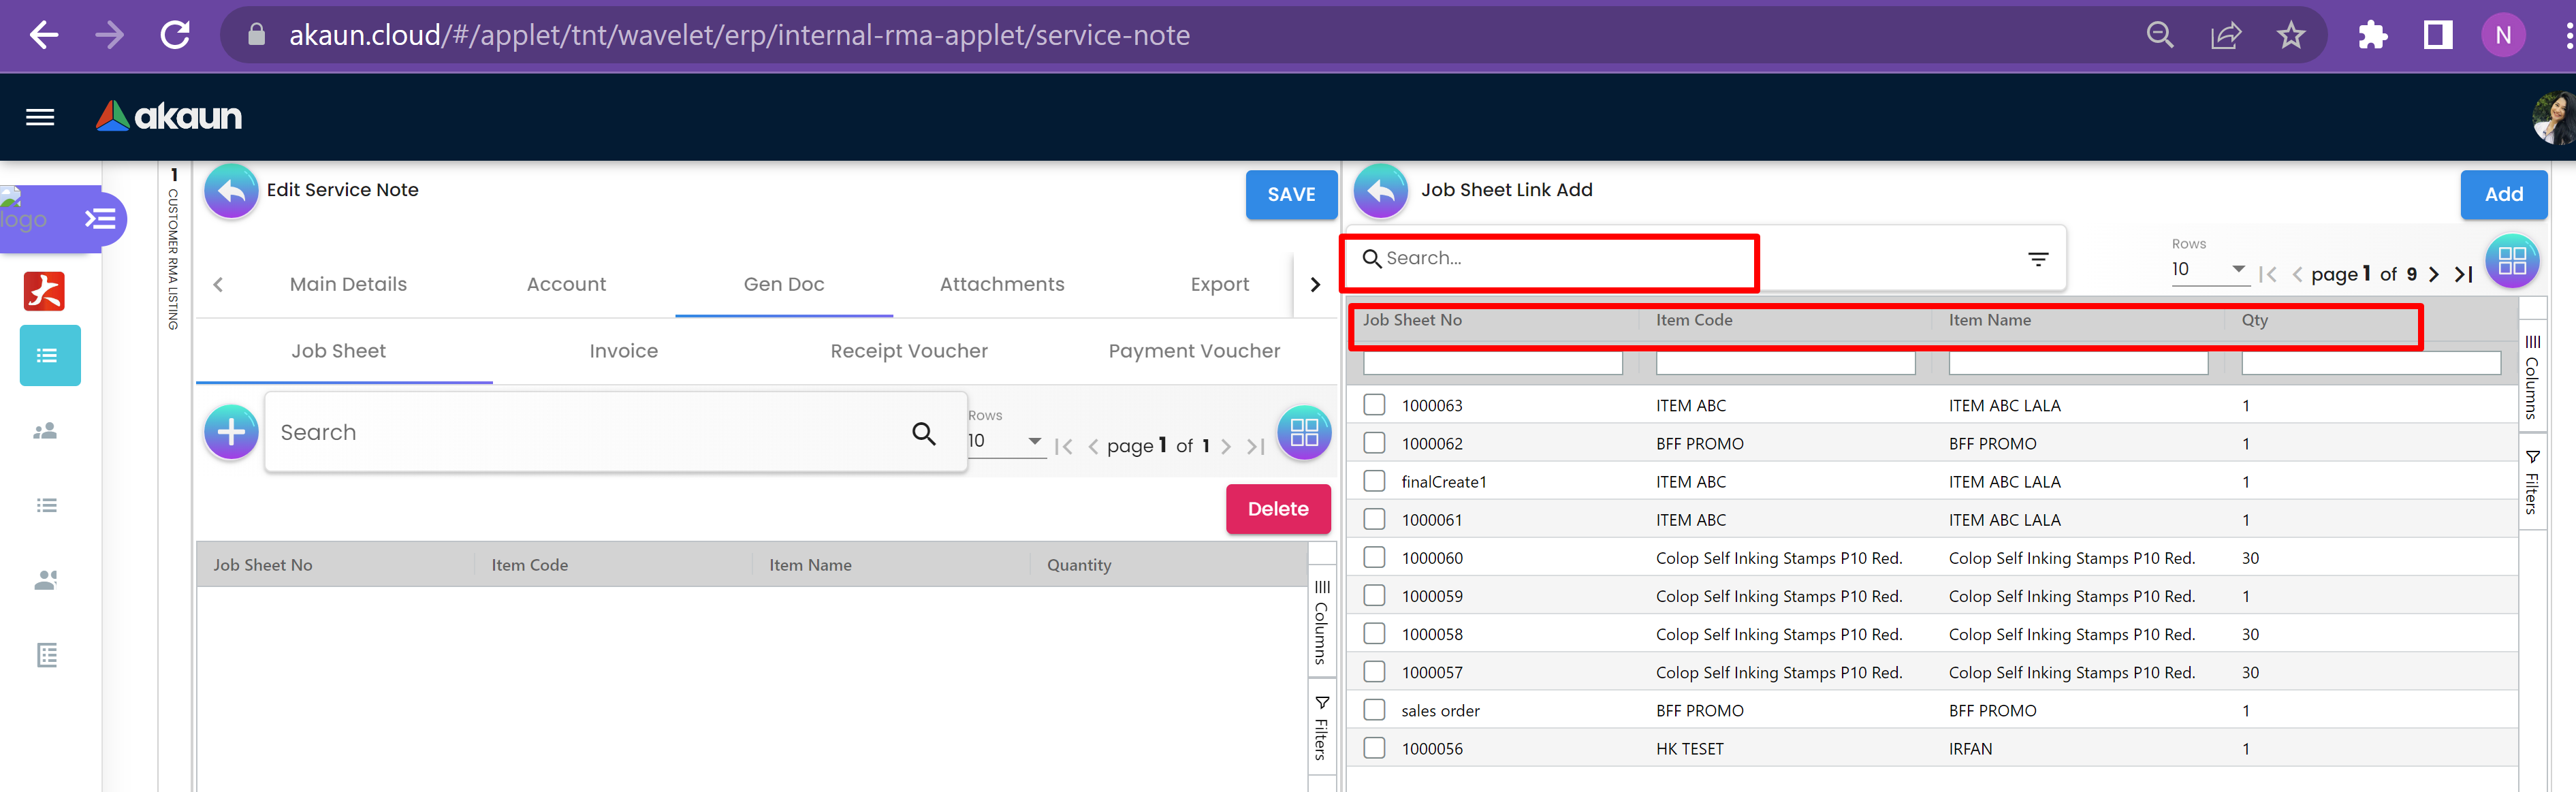 akaun.cloud/#/applet/tnt/wavelet/erp/internal-rma-applet/service-note
N
akaun
logo
1 CUSTOMER RMA LISTING
Edit Service Note
SAVE
Main Details Account Gen Doc Attachments Export
Job Sheet Invoice Receipt Voucher Payment Voucher
Search
Rows
10
page 1 of 1
Delete
Job Sheet No Item Code Item Name Quantity
Columns
Filters
Job Sheet Link Add
Add
Search...
Rows
10
page 1 of 9
Job Sheet No Item Code Item Name Qty
1000063 ITEM ABC ITEM ABC LALA 1
1000062 BFF PROMO BFF PROMO 1
finalCreate1 ITEM ABC ITEM ABC LALA 1
1000061 ITEM ABC ITEM ABC LALA 1
1000060 Colop Self Inking Stamps P10 Red. Colop Self Inking Stamps P10 Red. 30
1000059 Colop Self Inking Stamps P10 Red. Colop Self Inking Stamps P10 Red. 1
1000058 Colop Self Inking Stamps P10 Red. Colop Self Inking Stamps P10 Red. 30
1000057 Colop Self Inking Stamps P10 Red. Colop Self Inking Stamps P10 Red. 30
sales order BFF PROMO BFF PROMO 1
1000056 HK TESET IRFAN 1
Columns
Filters